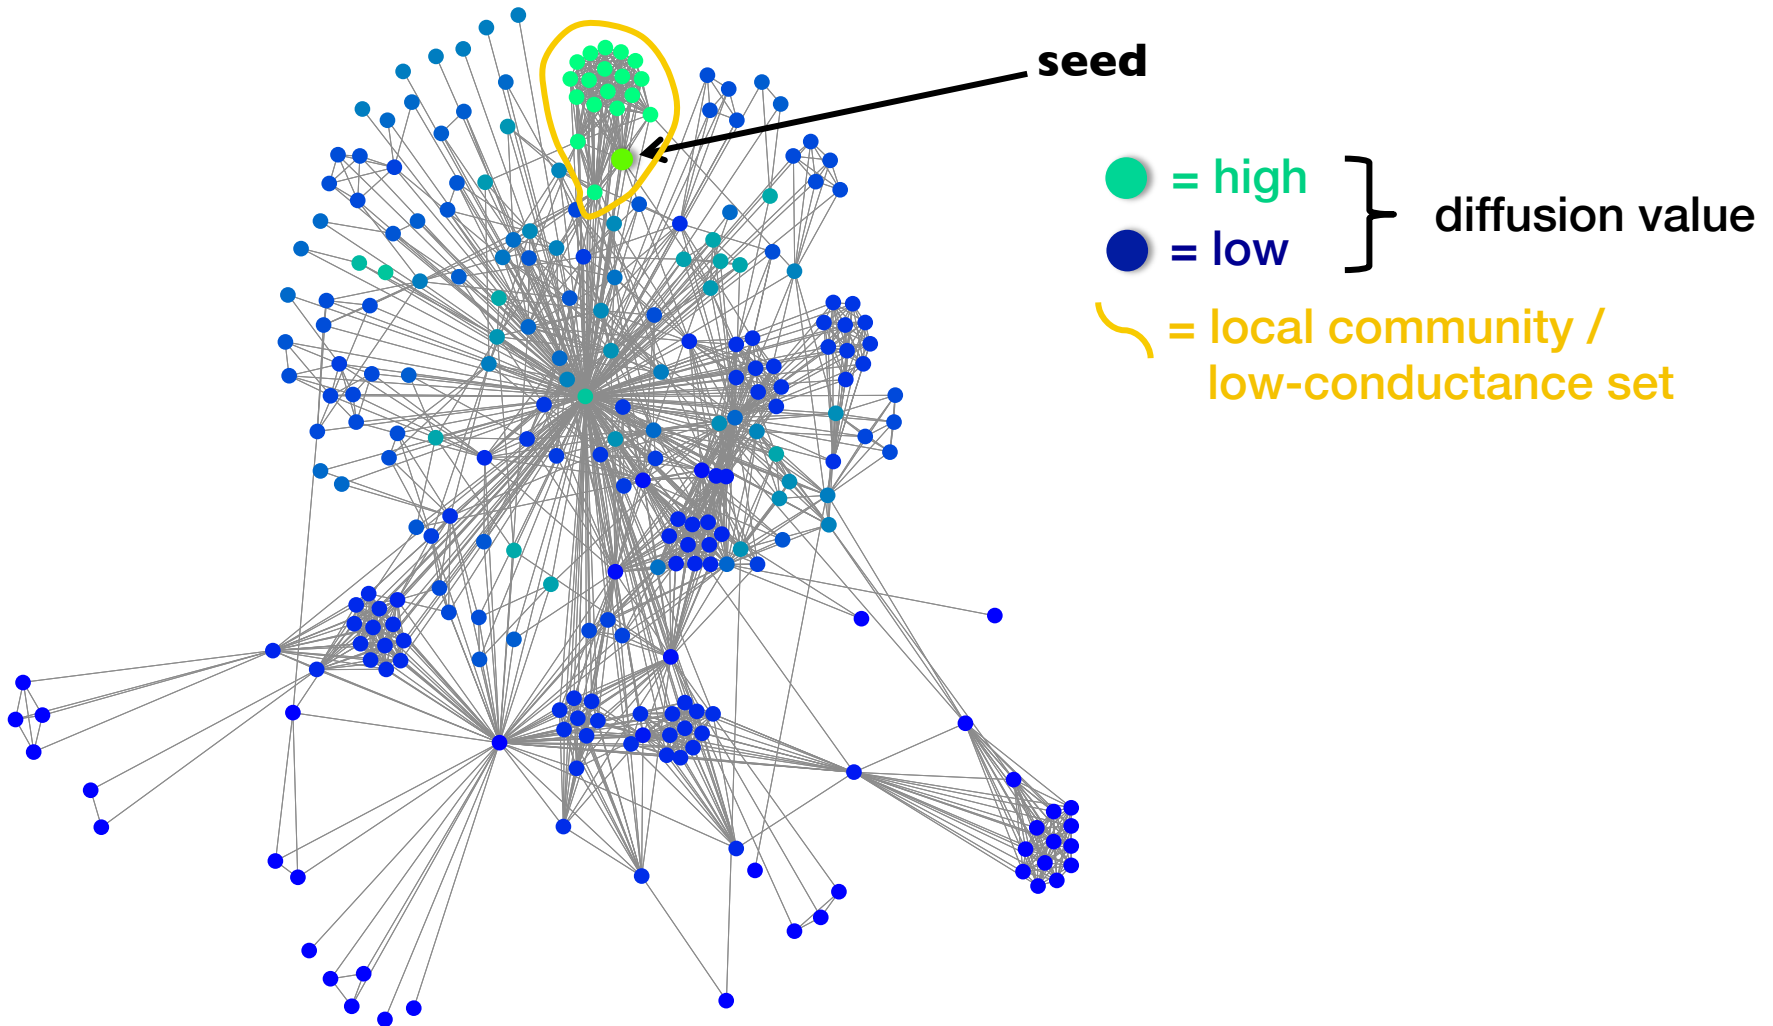 seed
= high
= low
diffusion value
= local community /
low-conductance set